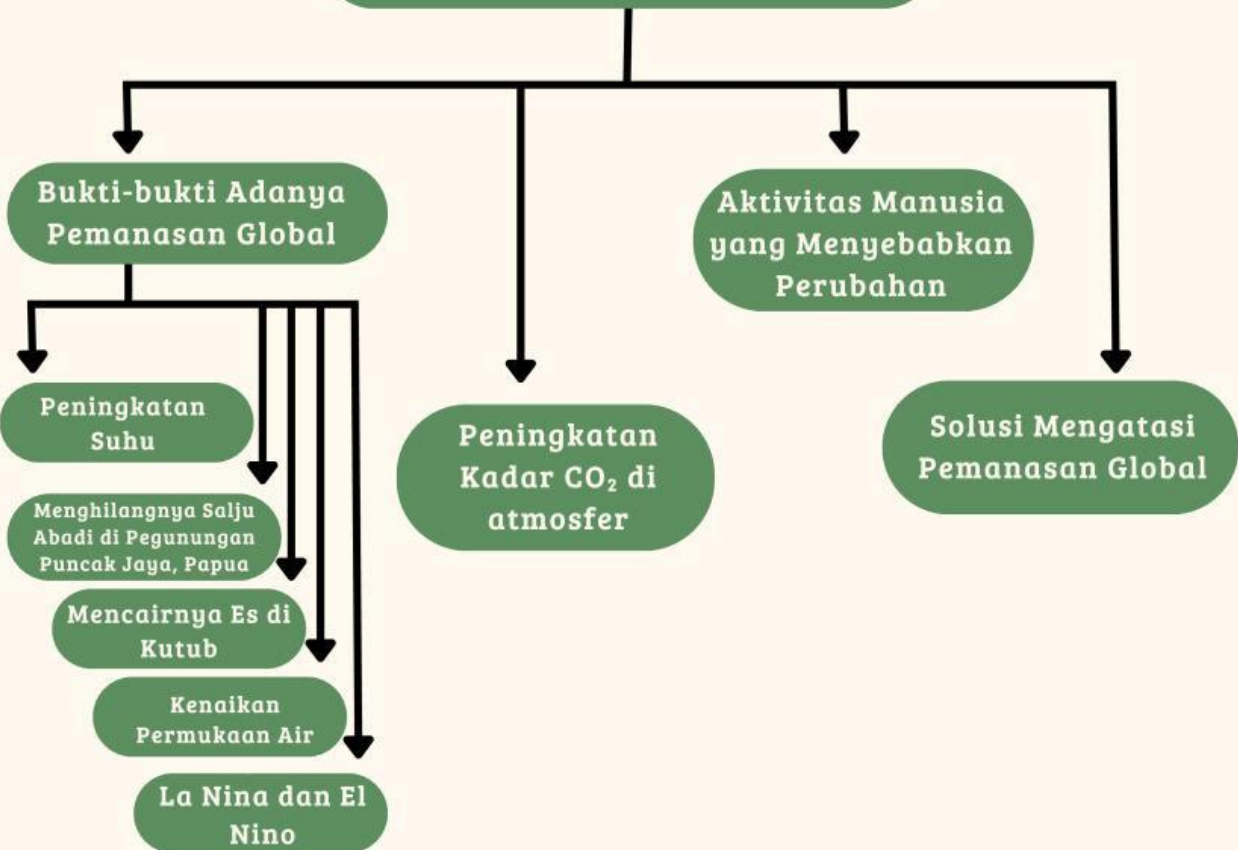 Bukti-bukti Adanya
Pemanasan Global
Aktivitas Manusia
yang Menyebabkan
Perubahan
Peningkatan
Suhu
Menghilangnya Salju
Abadi di Pegunungan
Puncak Jaya, Papua
Mencairnya Es di
Kutub
Kenaikan
Permukaan Air
La Nina dan El
Nino
Peningkatan
Kadar CO₂ di
atmosfer
Solusi Mengatasi
Pemanasan Global